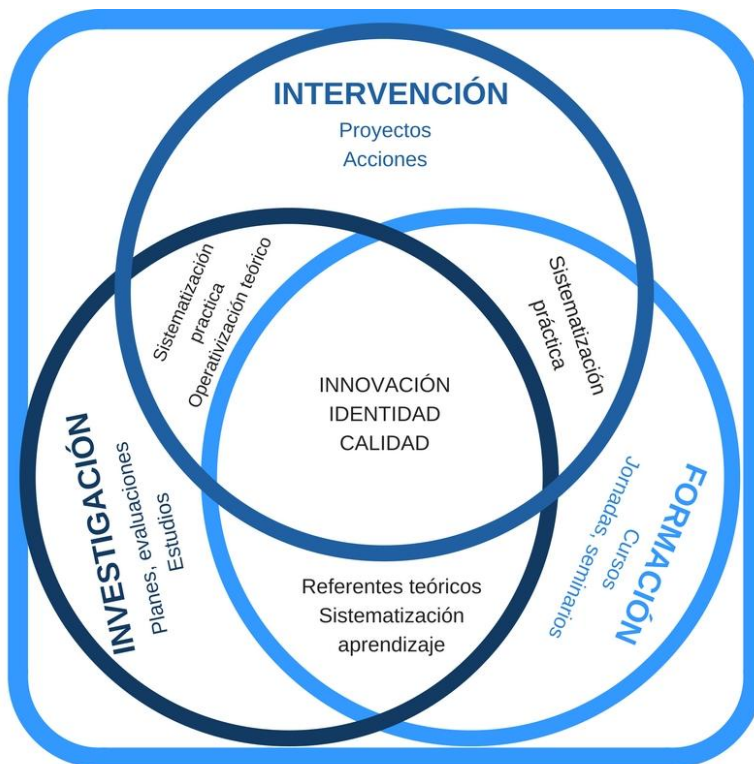 INTERVENCIÓN
Proyectos
Acciones
Sistematización
practica
Operativización teórico
Sistematización
práctica
INNOVACIÓN
IDENTIDAD
CALIDAD
INVESTIGACIÓN
Planes, evaluaciones
Estudios
FORMACIÓN
Cursos
Jornadas, seminarios
Referentes teóricos
Sistematización
aprendizaje